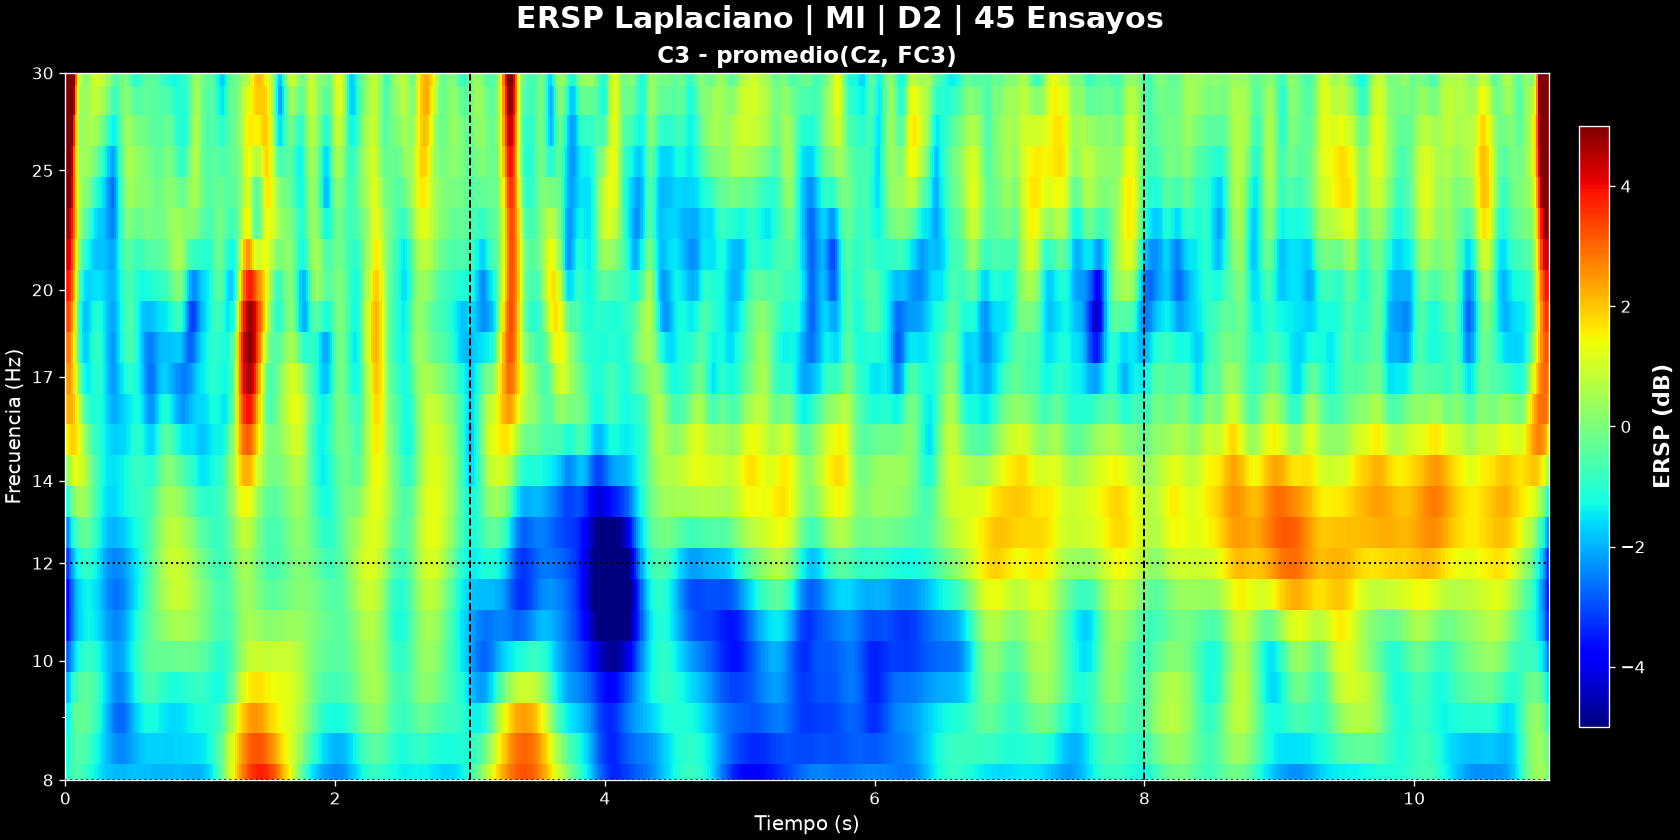 ERSP Laplaciano | MI | D2 | 45 Ensayos
C3 - promedio(Cz, FC3)
Frecuencia (Hz)
30
25
20
17
14
12
10
8
0 2 4 6 8 10
Tiempo (s)
4
2
0
−2
−4
ERSP (dB)